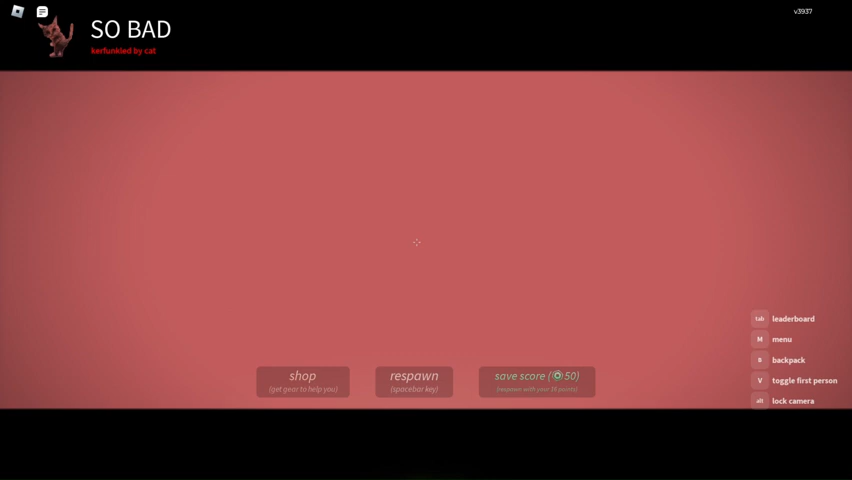 v3937
SO BAD
kerfunkled by cat
tab leaderboard
M menu
B backpack
V toggle first person
alt lock camera
shop
(get gear to help you)
respawn
(spacebar key)
save score (50)